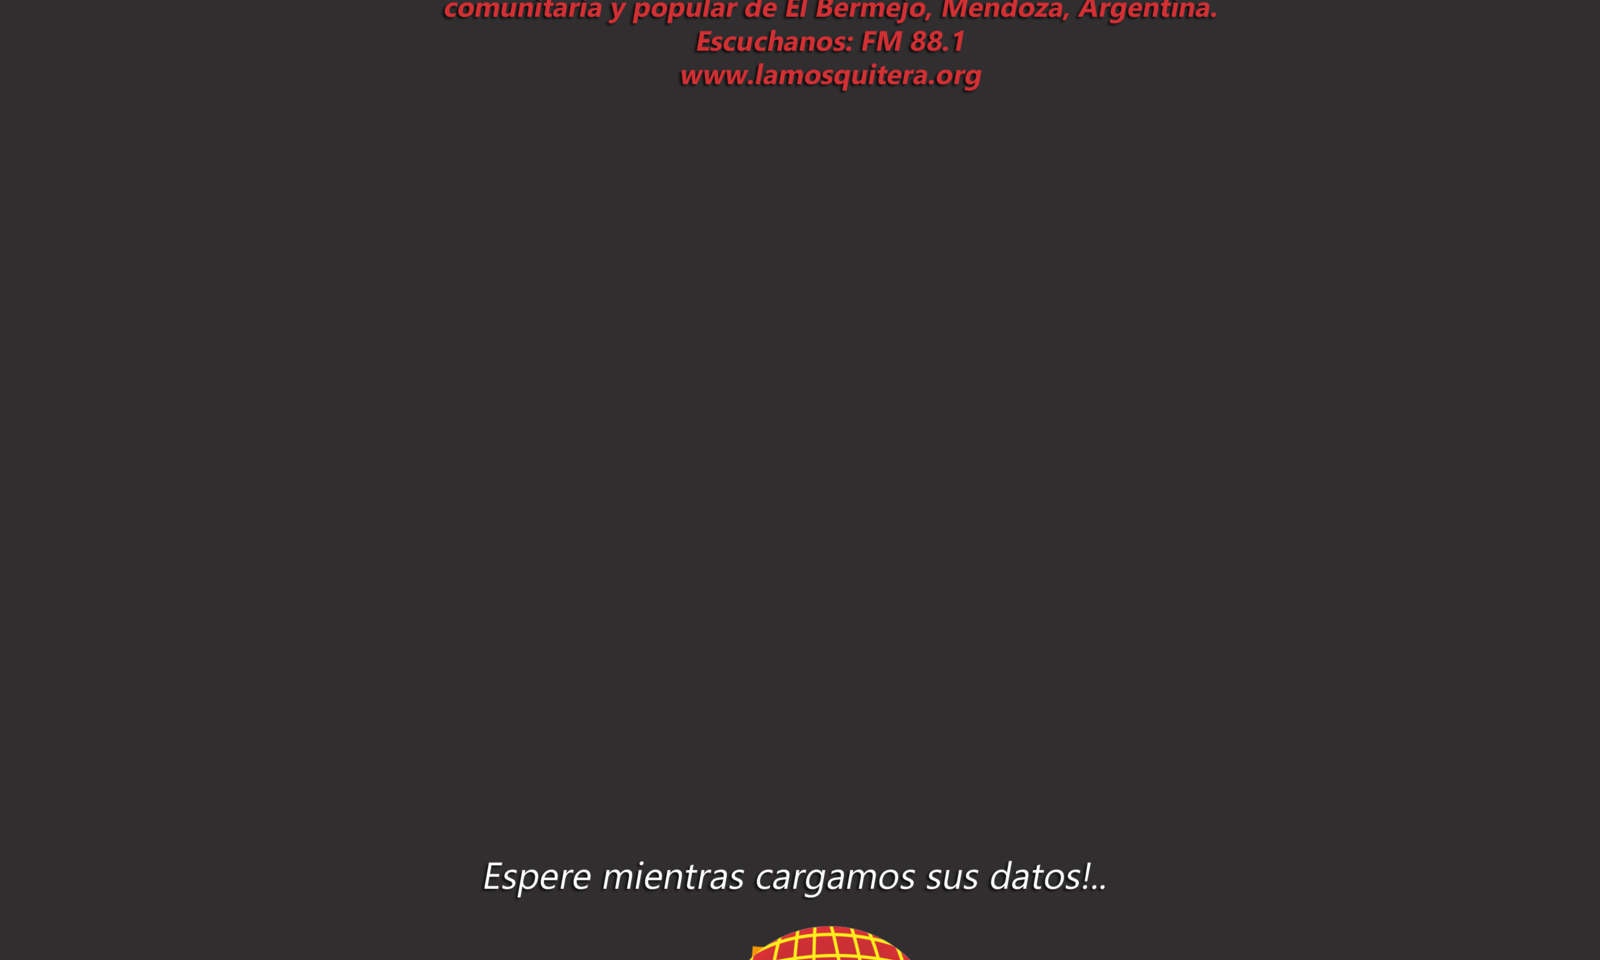 comunitaria y popular de El Bermejo, Mendoza, Argentina.
Escuchanos: FM 88.1
www.lamosquitera.org
Espere mientras cargamos sus datos!..